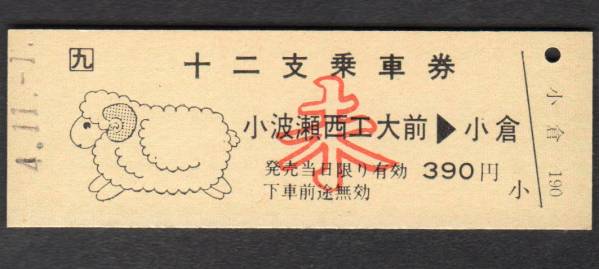 九
十二支乗車券
4.11.-1.
小波瀬西工大前▶小倉
未
発売当日限り有効 390円
下車前途無効
小
小倉 190